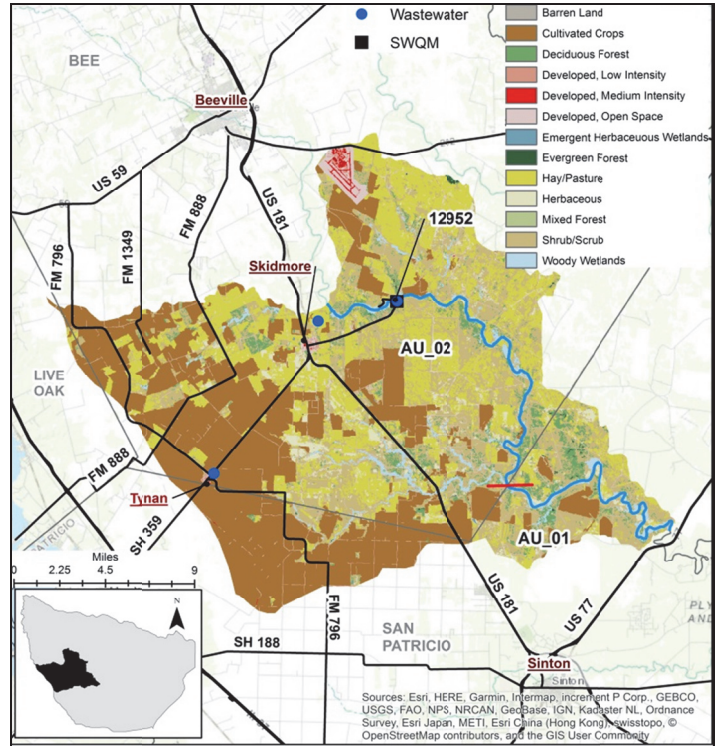 Wastewater
SWQM
Barren Land
Cultivated Crops
Deciduous Forest
Developed, Low Intensity
Developed, Medium Intensity
Developed, Open Space
Emergent Herbaceuous Wetlands
Evergreen Forest
Hay/Pasture
Herbaceous
Mixed Forest
Shrub/Scrub
Woody Wetlands
BEE
Beeville
US 59
59
202
FM 796
FM 1349
FM 888
US 181
12952
Skidmore
AU_02
LIVE
OAK
FM 888
Tynan
SH 359
PATRICIO
AU_01
Miles
0 2.25 4.5 9
N
FM 796
SAN
PATRICIO
US 181
US 77
SH 188
Sinton
Sinton
Sources: Esri, HERE, Garmin, Intermap, increment P Corp., GEBCO,
USGS, FAO, NPS, NRCAN, GeoBase, IGN, Kadaster NL, Ordnance
Survey, Esri Japan, METI, Esri China (Hong Kong), swisstopo, ©
OpenStreetMap contributors, and the GIS User Community